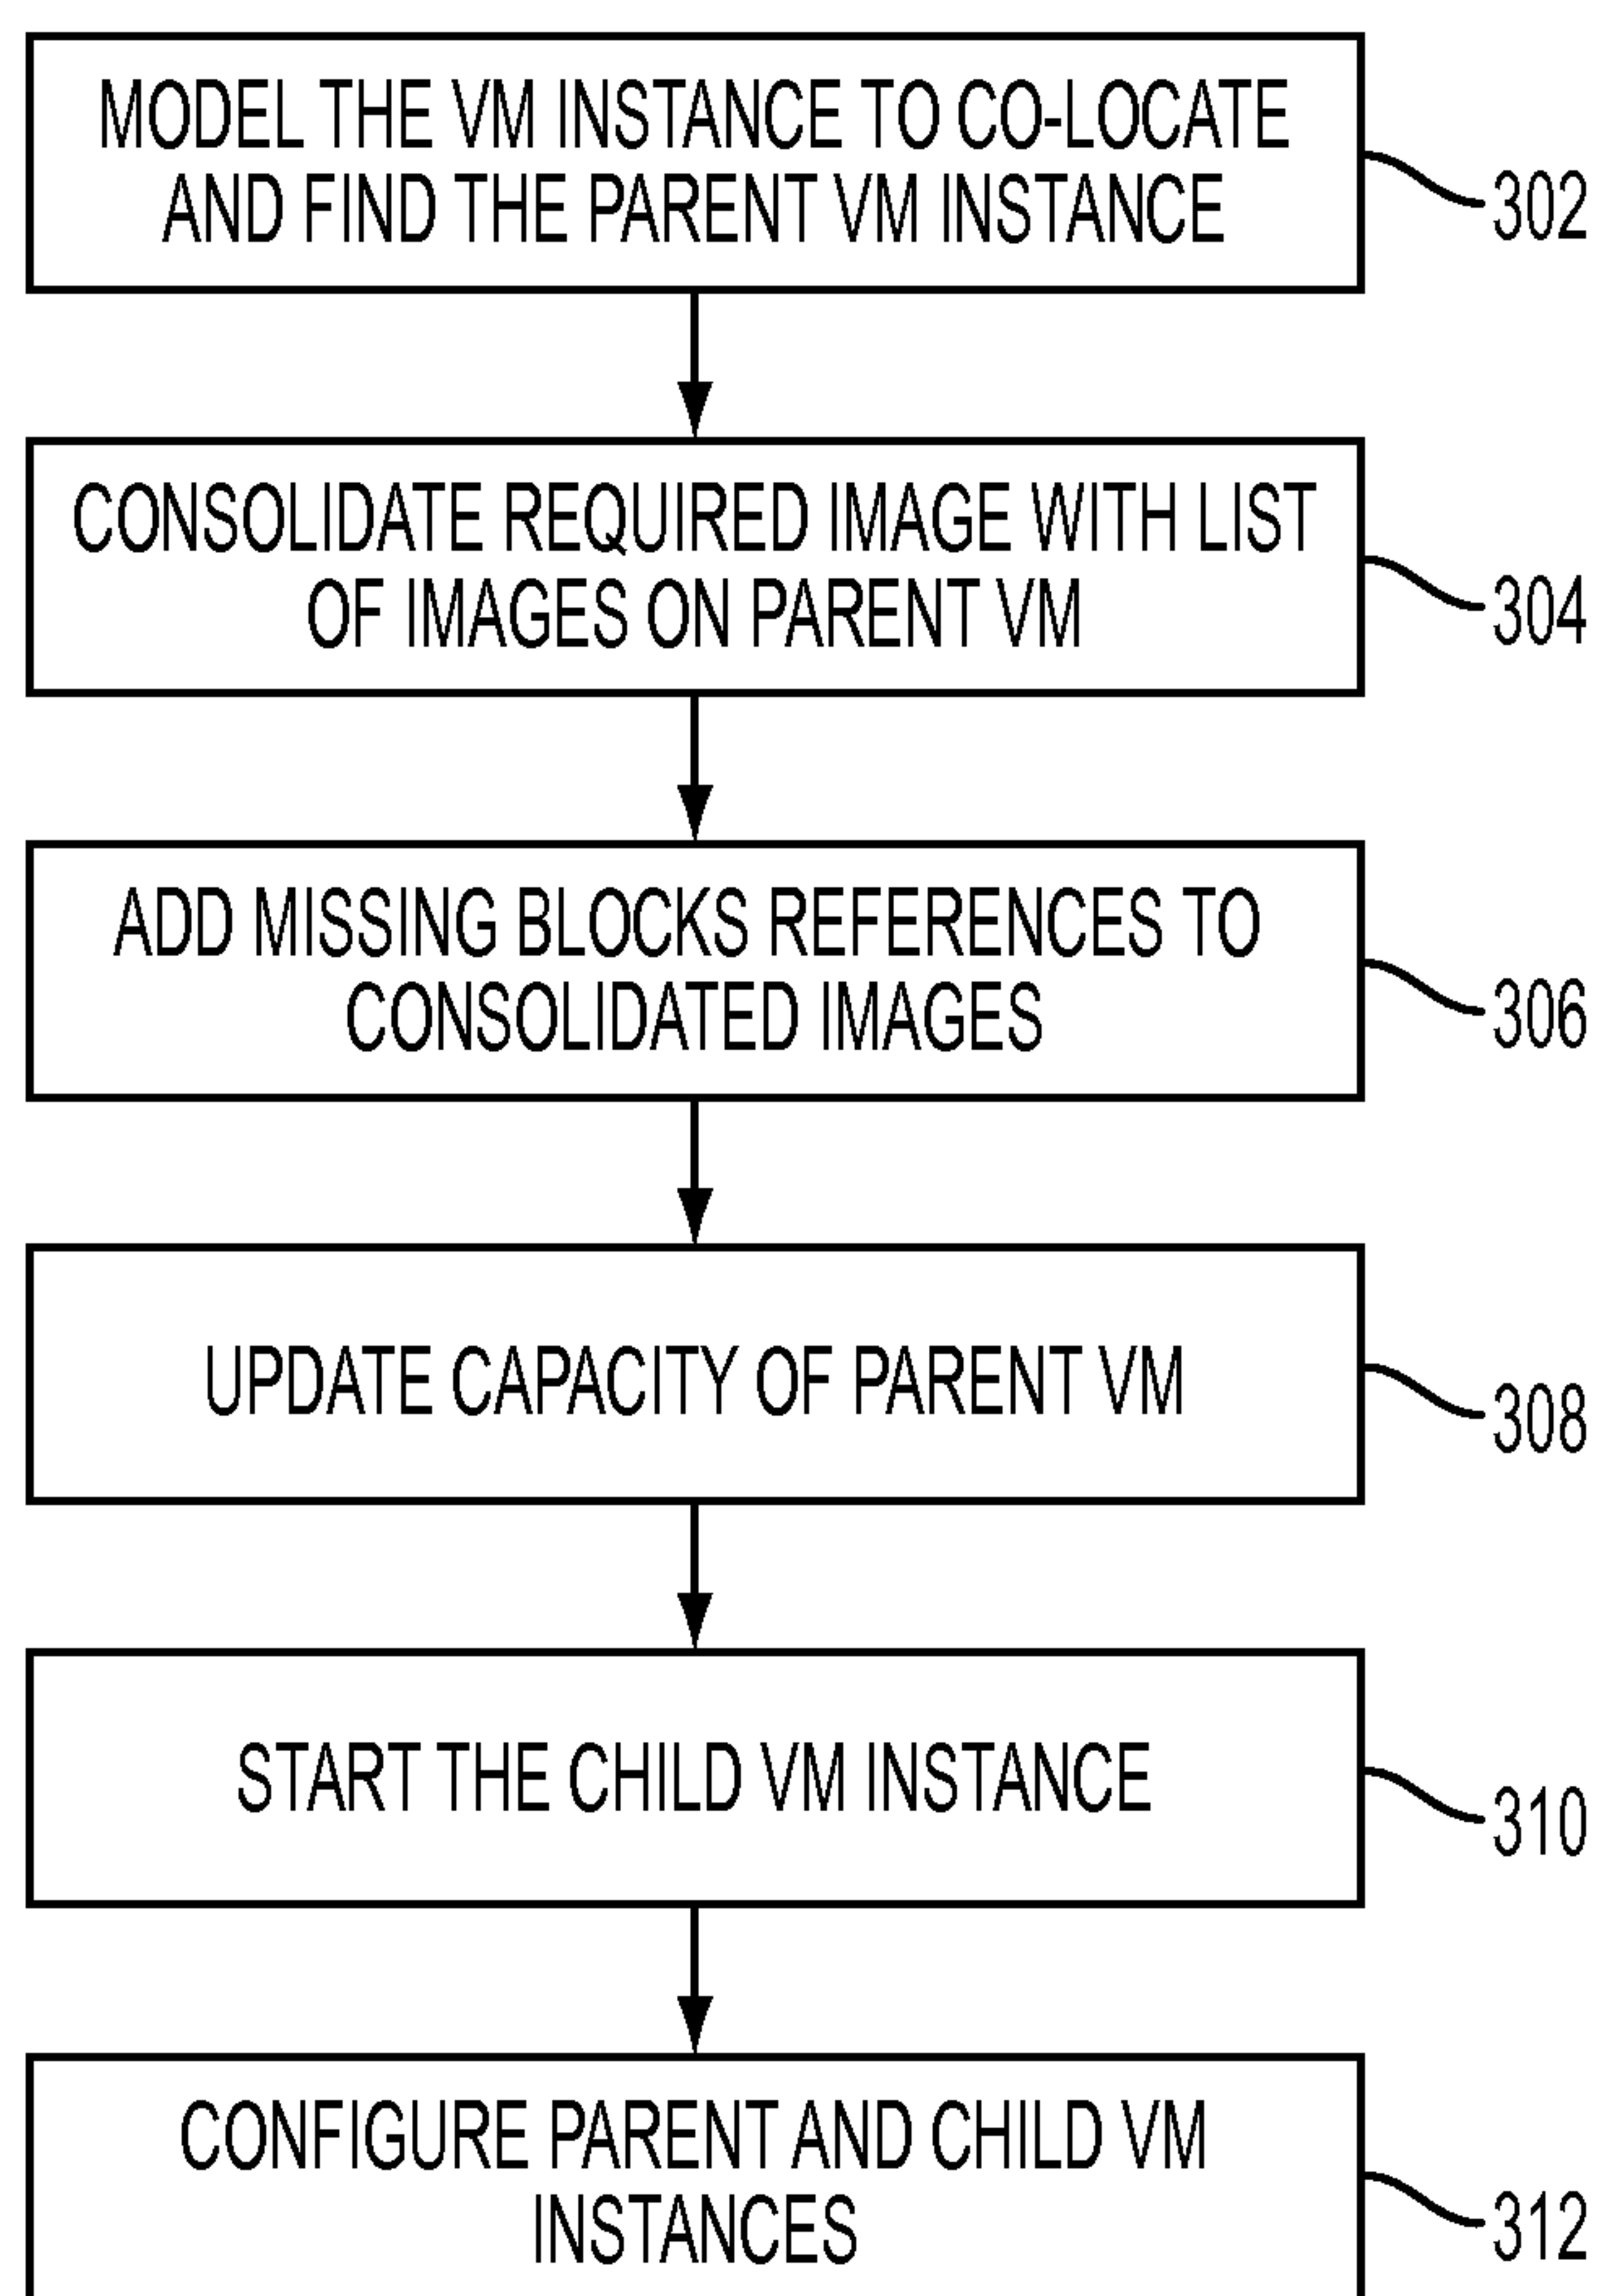 MODEL THE VM INSTANCE TO CO-LOCATE
AND FIND THE PARENT VM INSTANCE
302
CONSOLIDATE REQUIRED IMAGE WITH LIST
OF IMAGES ON PARENT VM
304
ADD MISSING BLOCKS REFERENCES TO
CONSOLIDATED IMAGES
306
UPDATE CAPACITY OF PARENT VM
308
START THE CHILD VM INSTANCE
310
CONFIGURE PARENT AND CHILD VM
INSTANCES
312